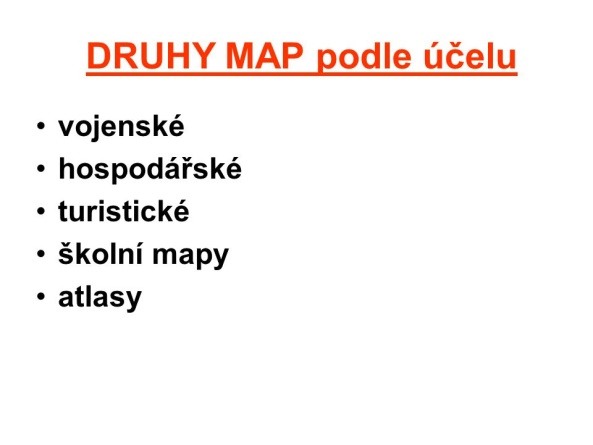 DRUHY MAP podle účelu
• vojenské
• hospodářské
• turistické
• školní mapy
• atlasy